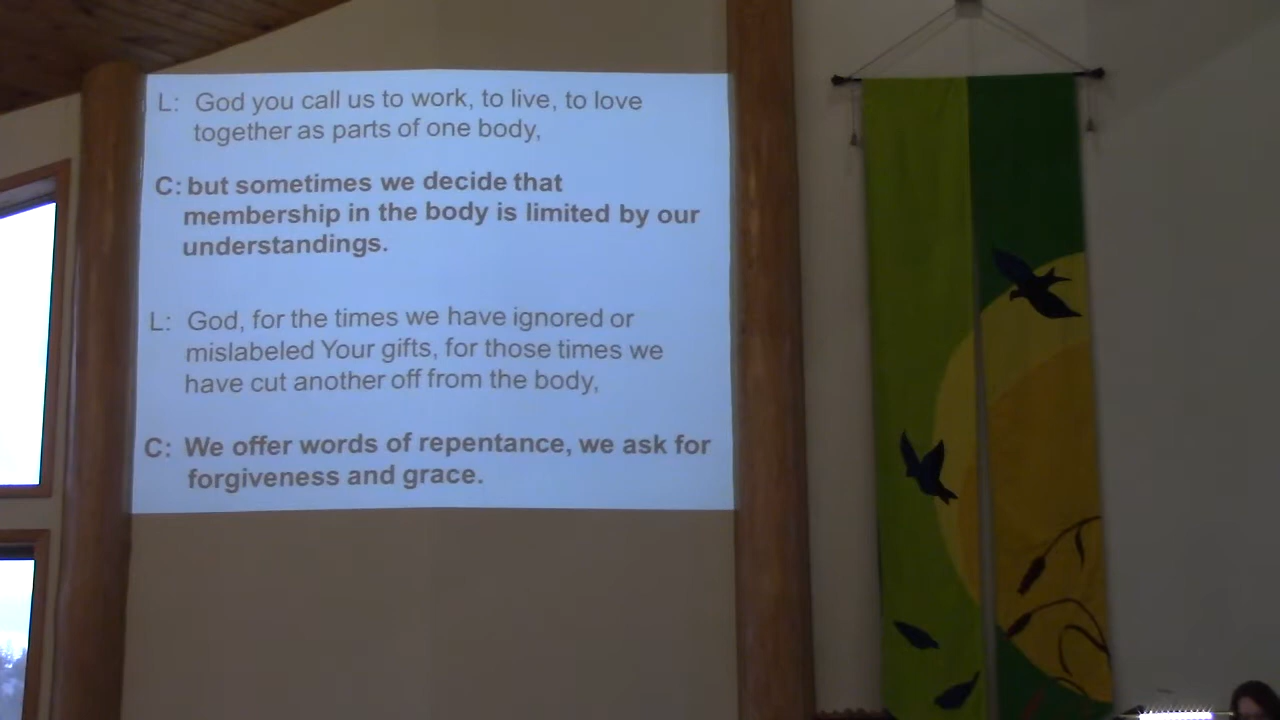 L: God you call us to work, to live, to love
together as parts of one body,
C: but sometimes we decide that
membership in the body is limited by our
understandings.
L: God, for the times we have ignored or
mislabeled Your gifts, for those times we
have cut another off from the body,
C: We offer words of repentance, we ask for
forgiveness and grace.